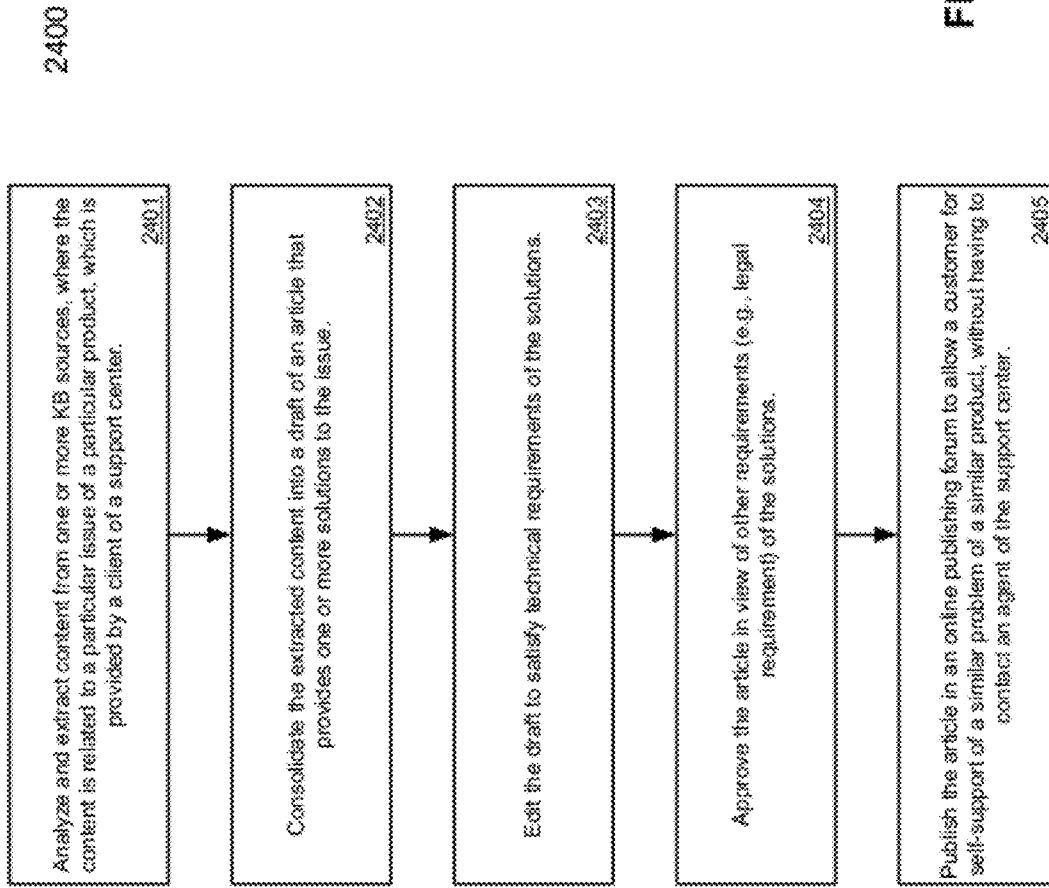 2400
Analyze and extract content from one or more KB sources, where the
content is related to a particular issue of a particular product, which is
provided by a client of a support center.
2401
Consolidate the extracted content into a draft of an article that
provides one or more solutions to the issue.
2402
Edit the draft to satisfy technical requirements of the solutions.
2403
Approve the article in view of other requirements (e.g., legal
requirement) of the solutions.
2404
Publish the article in an online publishing forum to allow a customer for
self-support of a similar problem of a similar product, without having to
contact an agent of the support center.
2405